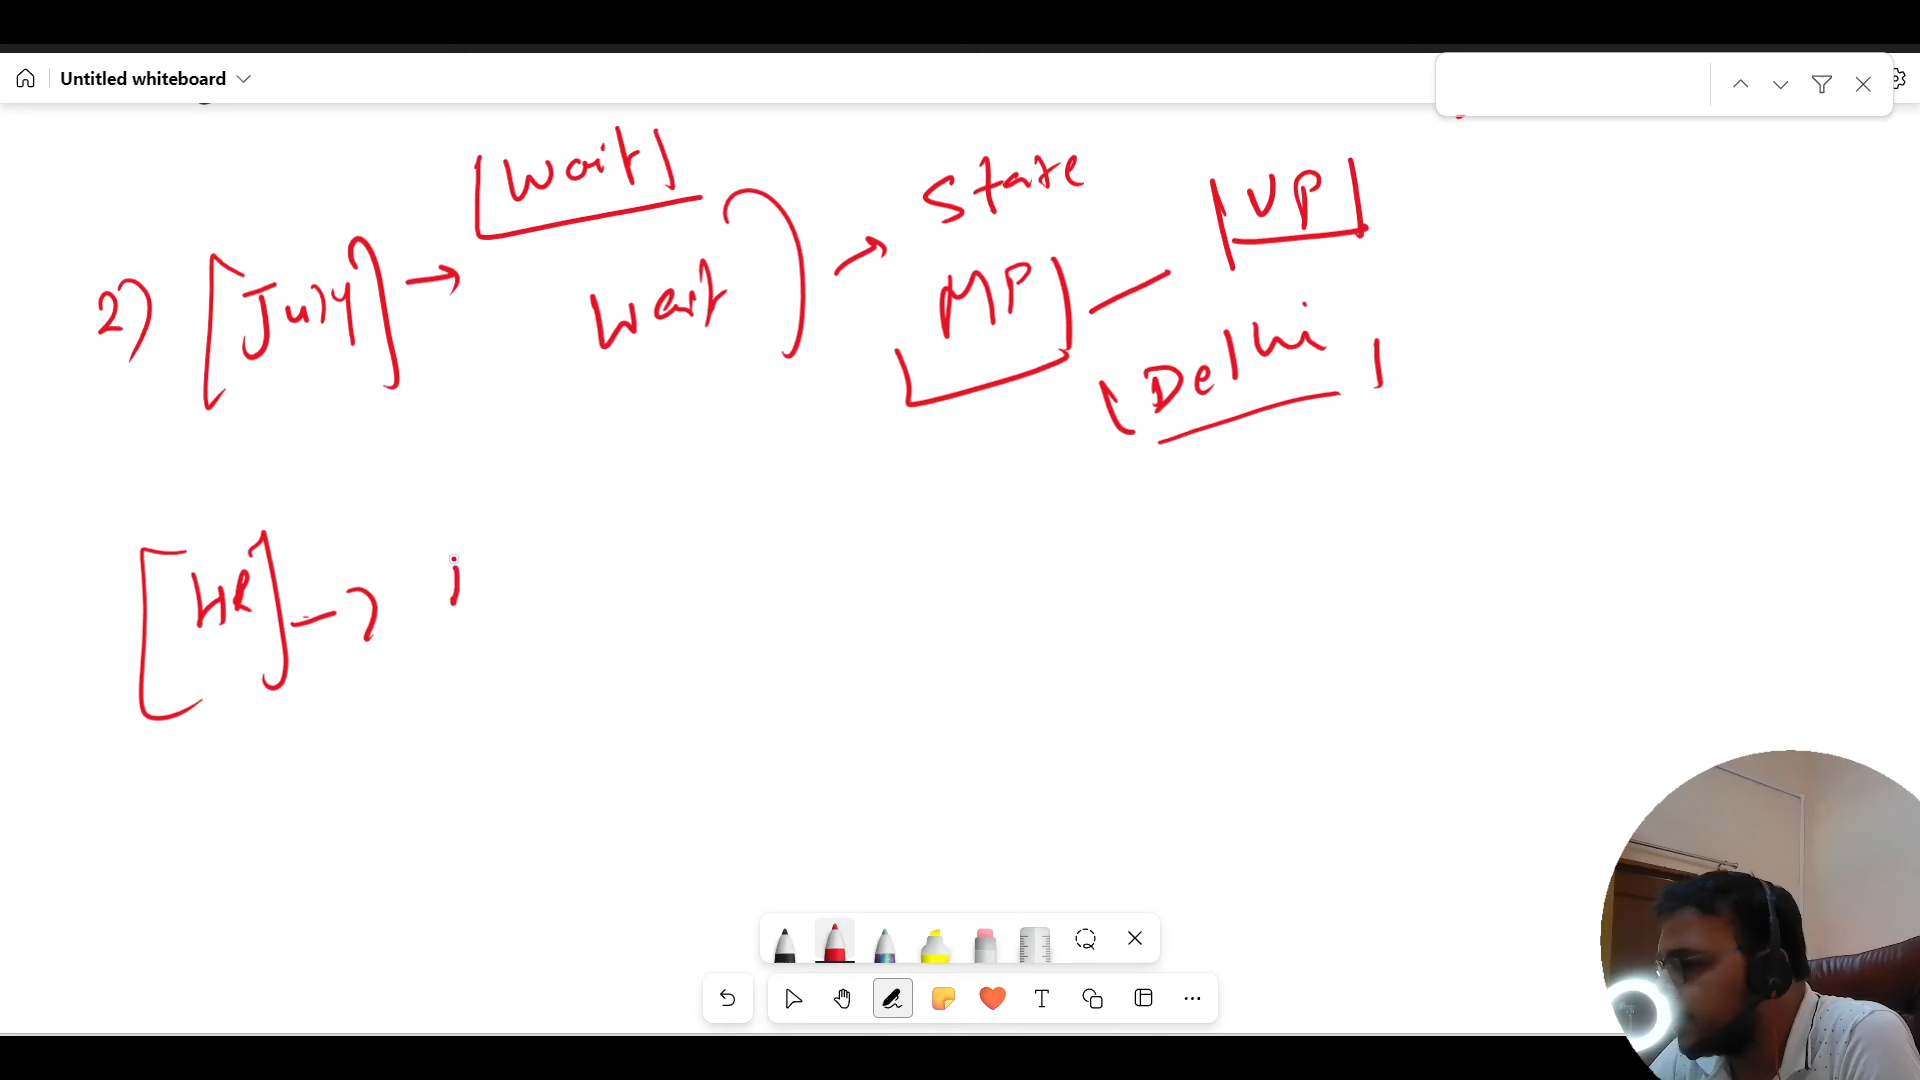 Untitled whiteboard
[Wait]
State
[UP]
2) [July] → Wait) → MP] —
[Delhi]
[HR] → i